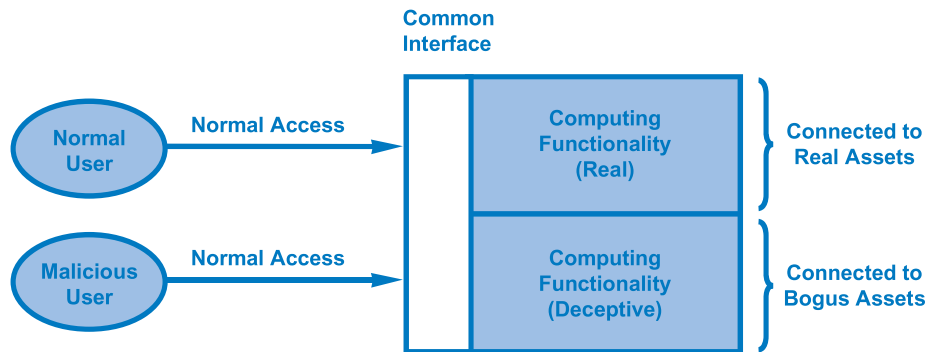 Common
Interface
Normal
User
Normal Access
Computing
Functionality
(Real)
Connected to
Real Assets
Malicious
User
Normal Access
Computing
Functionality
(Deceptive)
Connected to
Bogus Assets